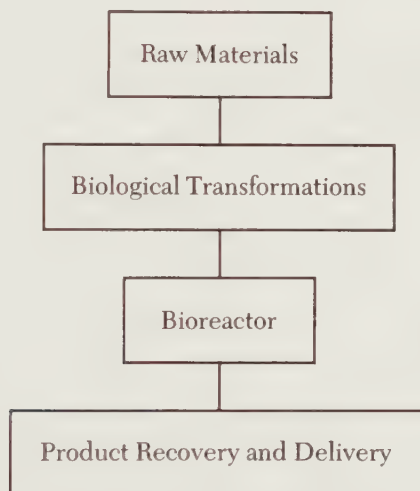 Raw Materials
Biological Transformations
Bioreactor
Product Recovery and Delivery